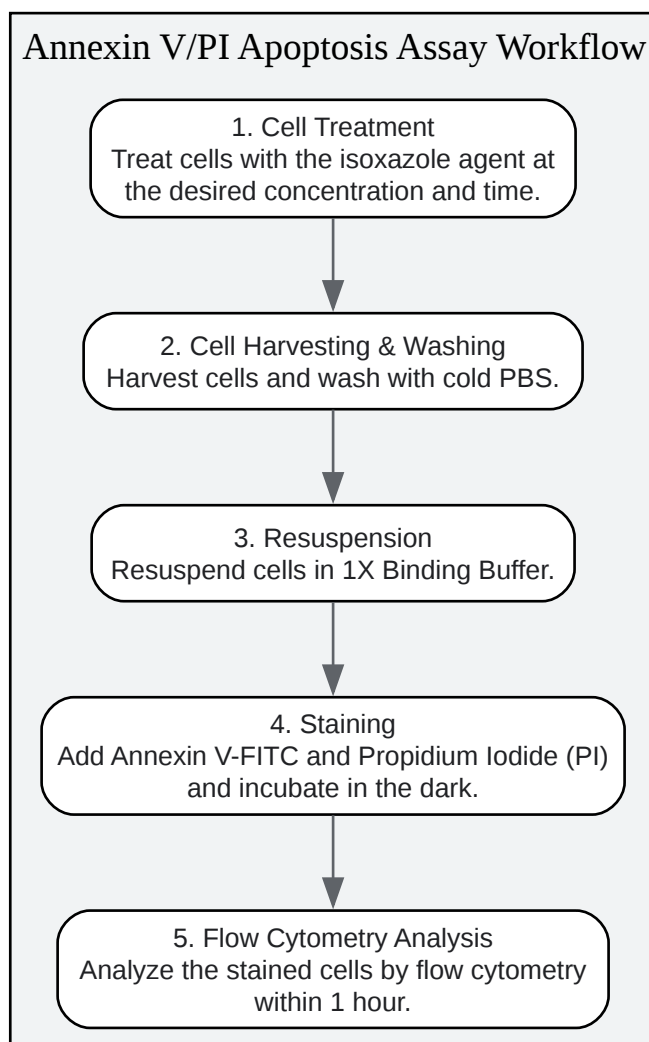 Annexin V/PI Apoptosis Assay Workflow
1. Cell Treatment
Treat cells with the isoxazole agent at
the desired concentration and time.
2. Cell Harvesting & Washing
Harvest cells and wash with cold PBS.
3. Resuspension
Resuspend cells in 1X Binding Buffer.
4. Staining
Add Annexin V-FITC and Propidium Iodide (PI)
and incubate in the dark.
5. Flow Cytometry Analysis
Analyze the stained cells by flow cytometry
within 1 hour.